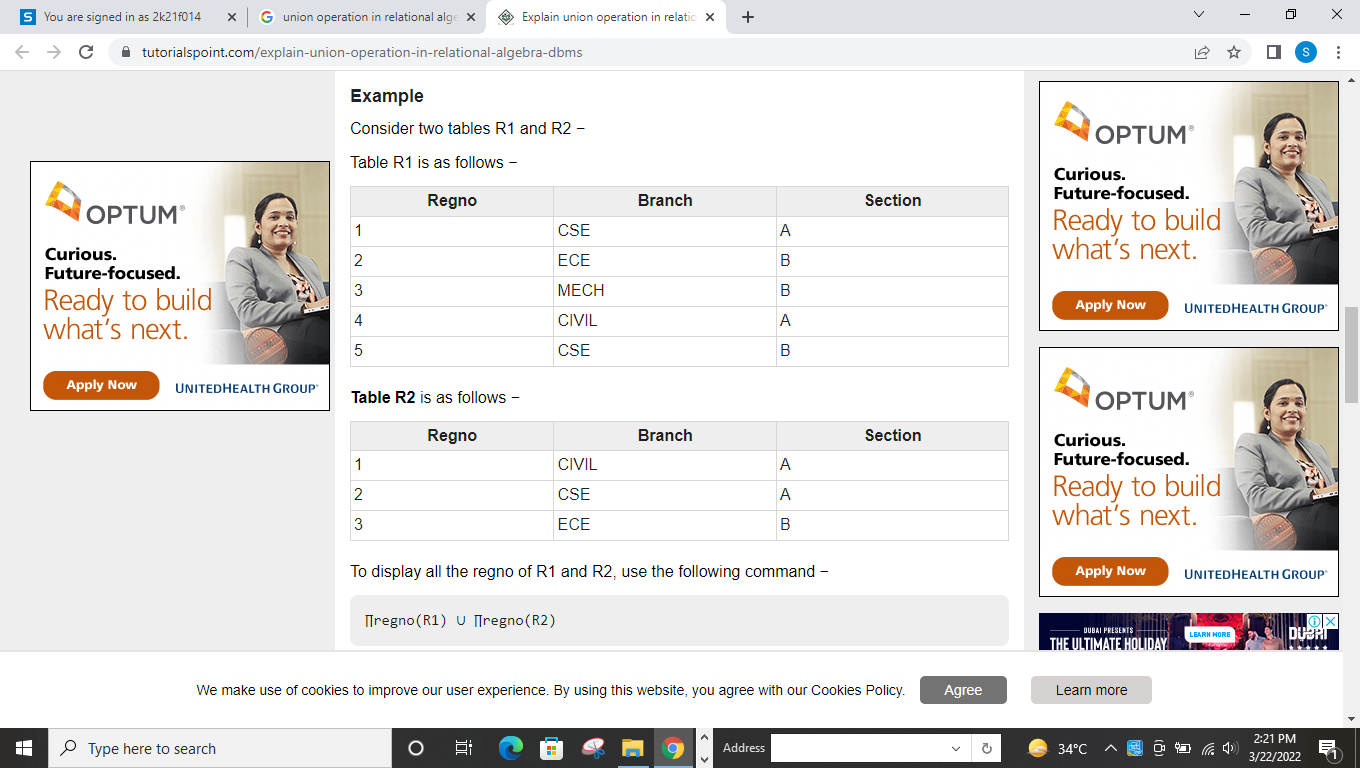 You are signed in as 2k21f014
union operation in relational alge
Explain union operation in relatio
tutorialspoint.com/explain-union-operation-in-relational-algebra-dbms
S
Example
Consider two tables R1 and R2 −
Table R1 is as follows −
Regno Branch Section
1 CSE A
2 ECE B
3 MECH B
4 CIVIL A
5 CSE B
Table R2 is as follows −
Regno Branch Section
1 CIVIL A
2 CSE A
3 ECE B
To display all the regno of R1 and R2, use the following command −
∏regno(R1) ∪ ∏regno(R2)
OPTUM®
Curious.
Future-focused.
Ready to build
what's next.
Apply Now
UNITEDHEALTH GROUP®
OPTUM®
Curious.
Future-focused.
Ready to build
what's next.
Apply Now
UNITEDHEALTH GROUP®
OPTUM®
Curious.
Future-focused.
Ready to build
what's next.
Apply Now
UNITEDHEALTH GROUP®
DUBAI PRESENTS
THE ULTIMATE HOLIDAY
LEARN MORE
DUBAI
We make use of cookies to improve our user experience. By using this website, you agree with our Cookies Policy.
Agree
Learn more
Type here to search
Address
34°C
2:21 PM
3/22/2022
1